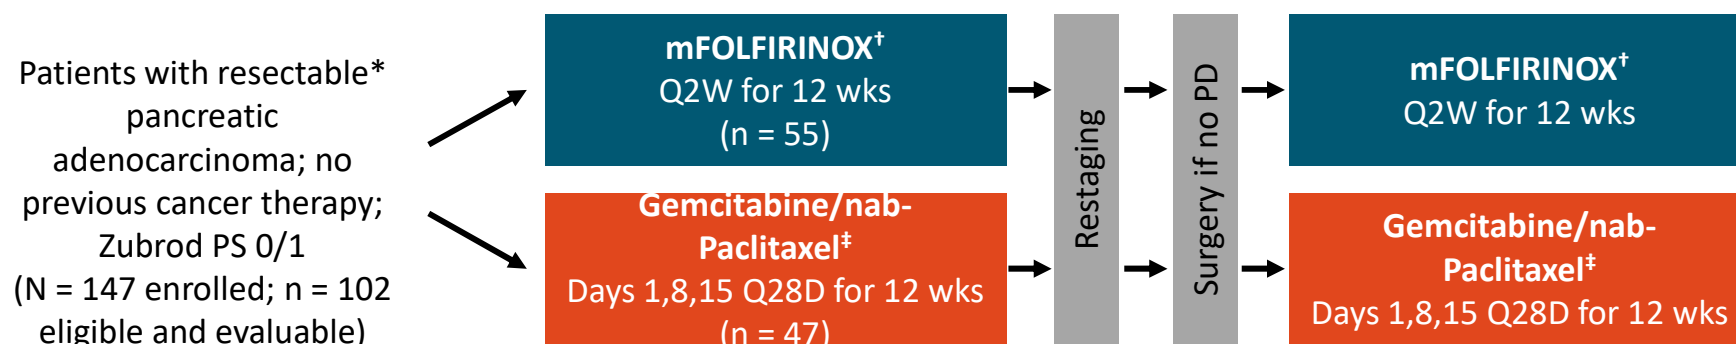 Patients with resectable*
pancreatic
adenocarcinoma; no
previous cancer therapy;
Zubrod PS 0/1
(N = 147 enrolled; n = 102
eligible and evaluable)
mFOLFIRINOX†
Q2W for 12 wks
(n = 55)
Gemcitabine/nab-
Paclitaxel‡
Days 1,8,15 Q28D for 12 wks
(n = 47)
Restaging
Surgery if no PD
mFOLFIRINOX†
Q2W for 12 wks
Gemcitabine/nab-
Paclitaxel‡
Days 1,8,15 Q28D for 12 wks